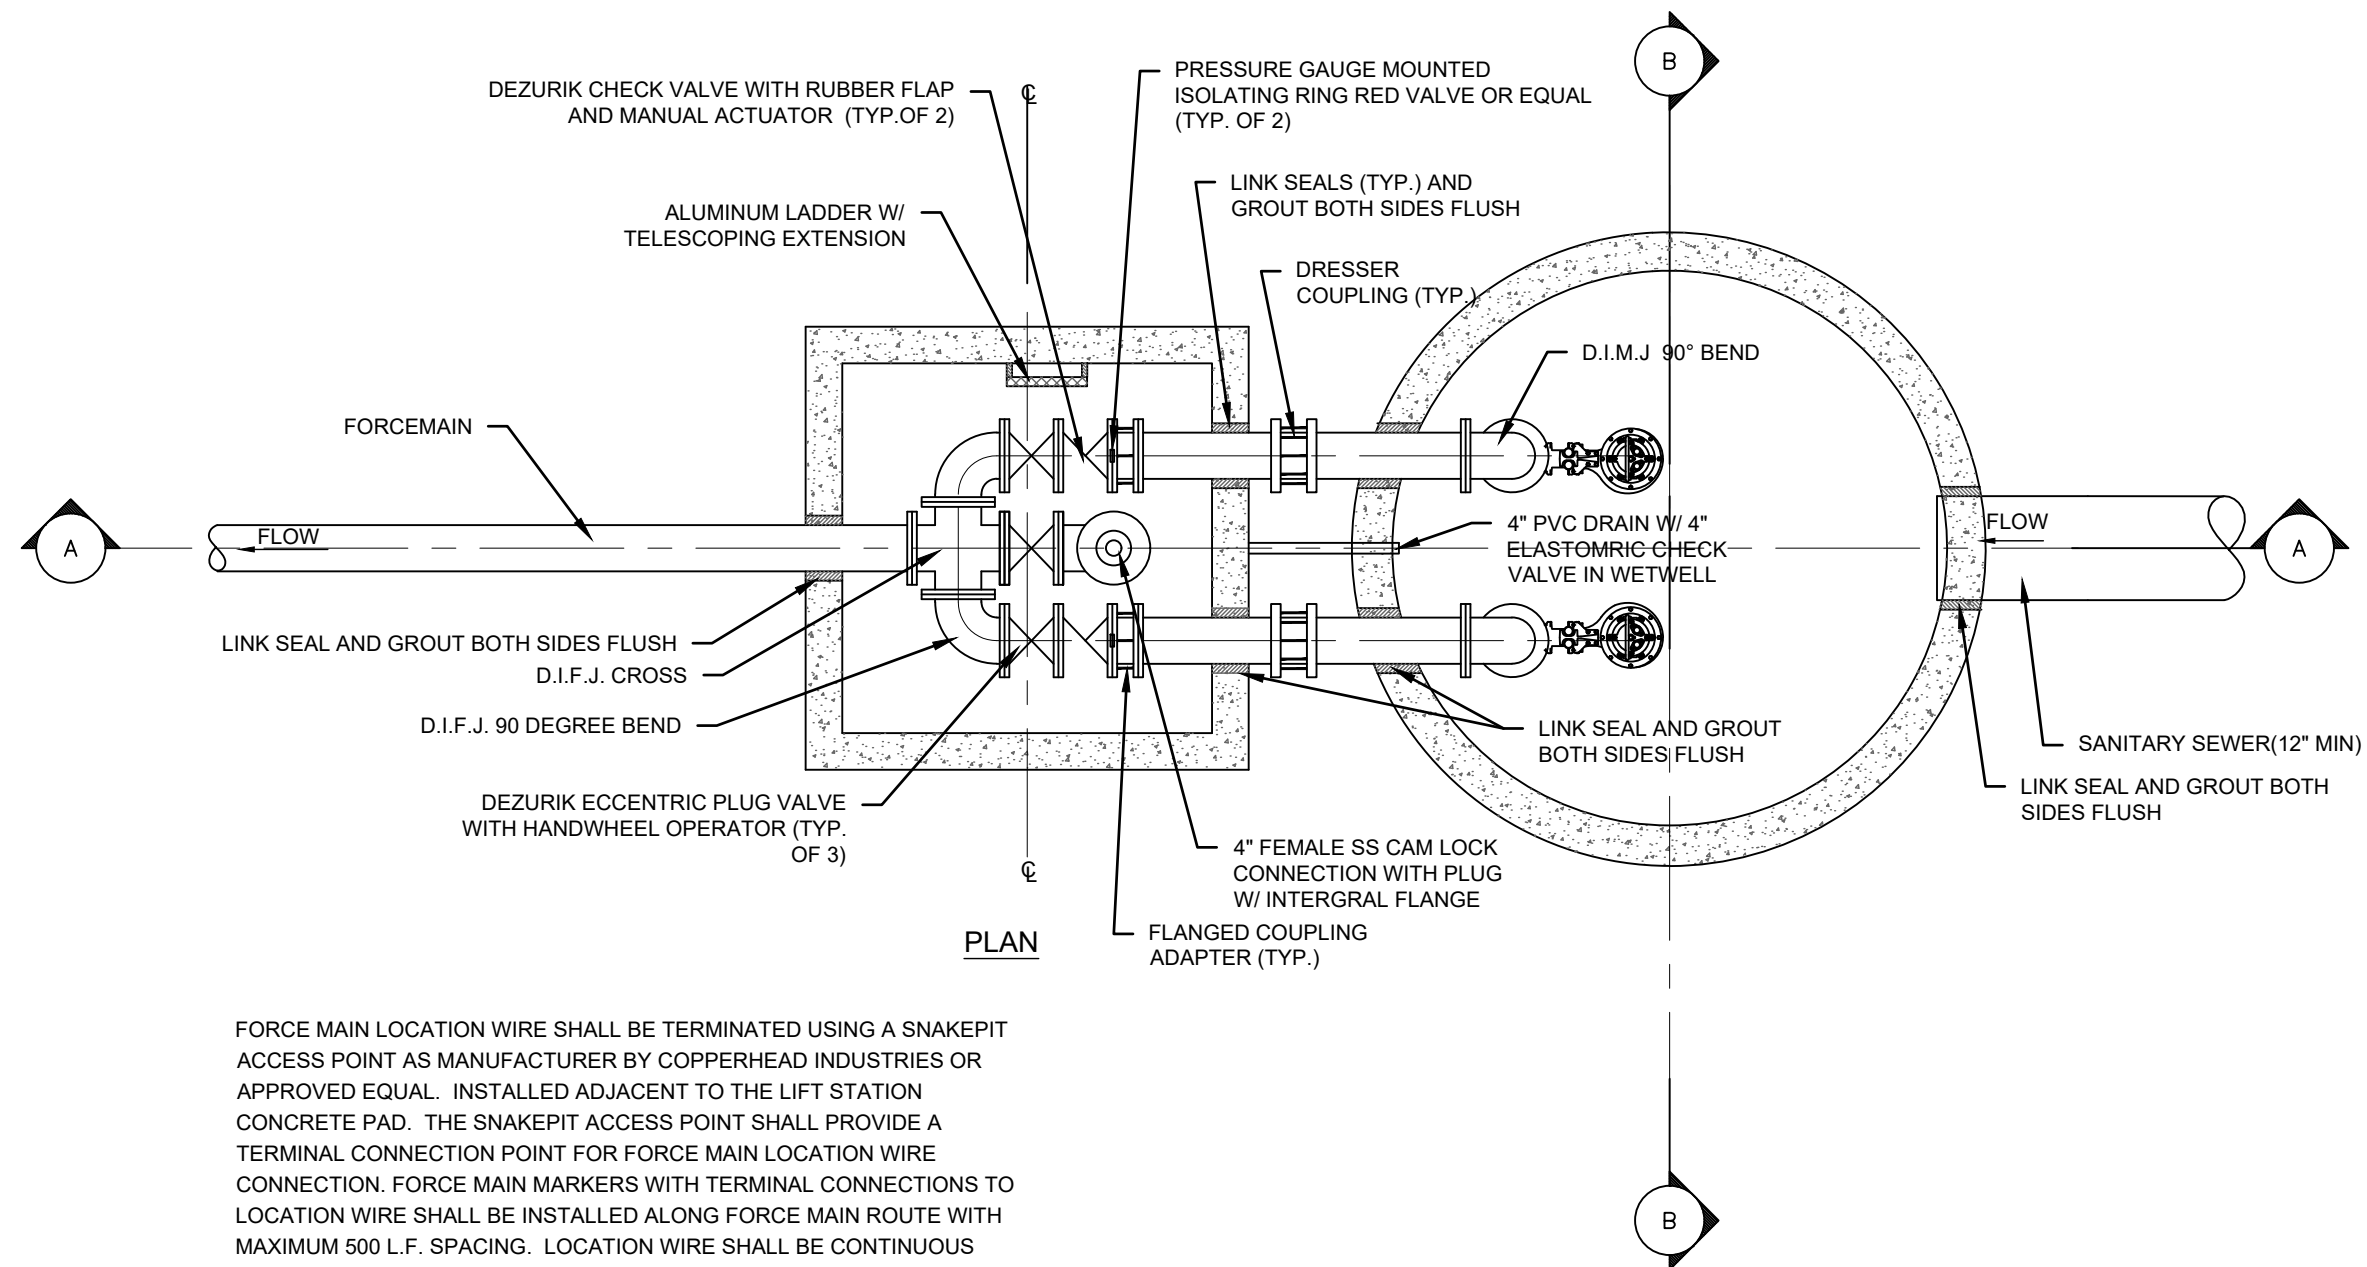 B
DEZURIK CHECK VALVE WITH RUBBER FLAP
AND MANUAL ACTUATOR (TYP.OF 2)
℄
PRESSURE GAUGE MOUNTED
ISOLATING RING RED VALVE OR EQUAL
(TYP. OF 2)
ALUMINUM LADDER W/
TELESCOPING EXTENSION
LINK SEALS (TYP.) AND
GROUT BOTH SIDES FLUSH
DRESSER
COUPLING (TYP.)
D.I.M.J 90° BEND
FORCEMAIN
A
FLOW
4" PVC DRAIN W/ 4"
ELASTOMRIC CHECK
VALVE IN WETWELL
FLOW
A
LINK SEAL AND GROUT BOTH SIDES FLUSH
D.I.F.J. CROSS
D.I.F.J. 90 DEGREE BEND
LINK SEAL AND GROUT
BOTH SIDES FLUSH
SANITARY SEWER(12" MIN)
LINK SEAL AND GROUT BOTH
SIDES FLUSH
DEZURIK ECCENTRIC PLUG VALVE
WITH HANDWHEEL OPERATOR (TYP.
OF 3)
℄
4" FEMALE SS CAM LOCK
CONNECTION WITH PLUG
W/ INTERGRAL FLANGE
FLANGED COUPLING
ADAPTER (TYP.)
PLAN
FORCE MAIN LOCATION WIRE SHALL BE TERMINATED USING A SNAKEPIT
ACCESS POINT AS MANUFACTURER BY COPPERHEAD INDUSTRIES OR
APPROVED EQUAL. INSTALLED ADJACENT TO THE LIFT STATION
CONCRETE PAD. THE SNAKEPIT ACCESS POINT SHALL PROVIDE A
TERMINAL CONNECTION POINT FOR FORCE MAIN LOCATION WIRE
CONNECTION. FORCE MAIN MARKERS WITH TERMINAL CONNECTIONS TO
LOCATION WIRE SHALL BE INSTALLED ALONG FORCE MAIN ROUTE WITH
MAXIMUM 500 L.F. SPACING. LOCATION WIRE SHALL BE CONTINUOUS
B